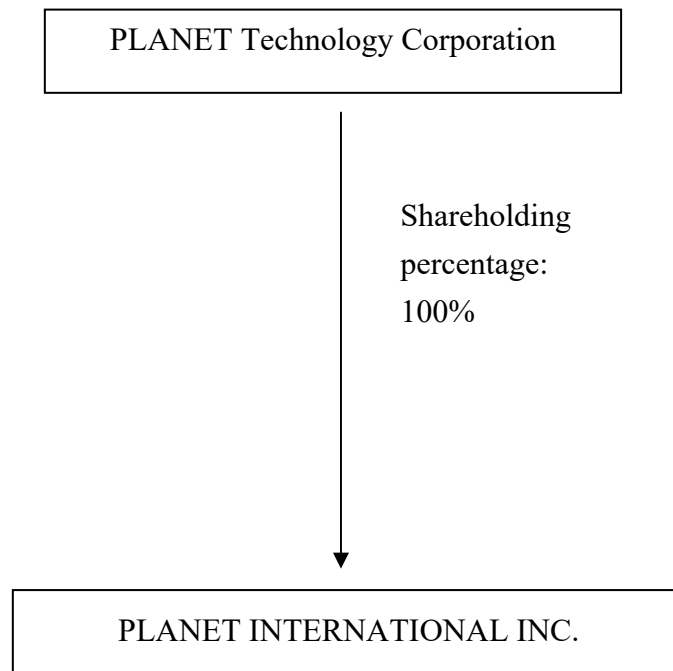 PLANET Technology Corporation
Shareholding
percentage:
100%
PLANET INTERNATIONAL INC.